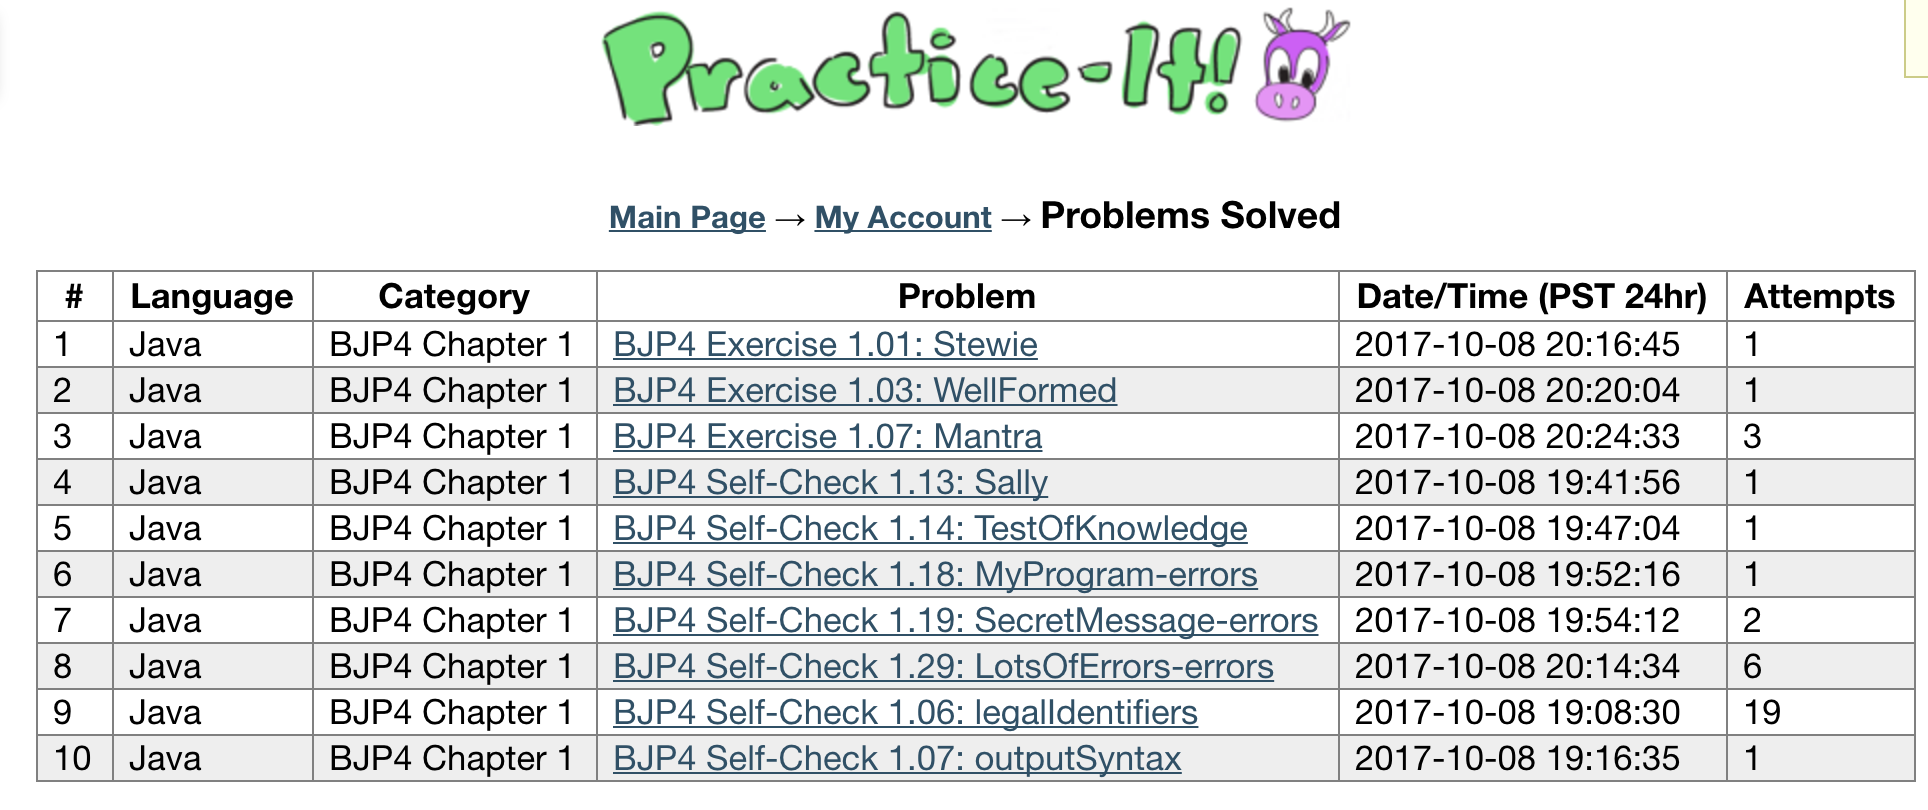 Practice-It!
Main Page → My Account → Problems Solved
# Language Category Problem Date/Time (PST 24hr) Attempts
1 Java BJP4 Chapter 1 BJP4 Exercise 1.01: Stewie 2017-10-08 20:16:45 1
2 Java BJP4 Chapter 1 BJP4 Exercise 1.03: WellFormed 2017-10-08 20:20:04 1
3 Java BJP4 Chapter 1 BJP4 Exercise 1.07: Mantra 2017-10-08 20:24:33 3
4 Java BJP4 Chapter 1 BJP4 Self-Check 1.13: Sally 2017-10-08 19:41:56 1
5 Java BJP4 Chapter 1 BJP4 Self-Check 1.14: TestOfKnowledge 2017-10-08 19:47:04 1
6 Java BJP4 Chapter 1 BJP4 Self-Check 1.18: MyProgram-errors 2017-10-08 19:52:16 1
7 Java BJP4 Chapter 1 BJP4 Self-Check 1.19: SecretMessage-errors 2017-10-08 19:54:12 2
8 Java BJP4 Chapter 1 BJP4 Self-Check 1.29: LotsOfErrors-errors 2017-10-08 20:14:34 6
9 Java BJP4 Chapter 1 BJP4 Self-Check 1.06: legalIdentifiers 2017-10-08 19:08:30 19
10 Java BJP4 Chapter 1 BJP4 Self-Check 1.07: outputSyntax 2017-10-08 19:16:35 1